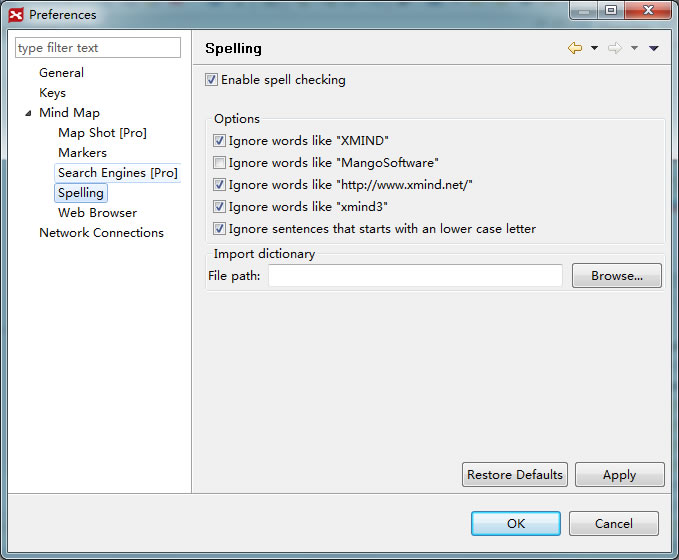 Preferences
type filter text
General
Keys
Mind Map
Map Shot [Pro]
Markers
Search Engines [Pro]
Spelling
Web Browser
Network Connections
Spelling
Enable spell checking
Options
Ignore words like "XMIND"
Ignore words like "MangoSoftware"
Ignore words like "http://www.xmind.net/"
Ignore words like "xmind3"
Ignore sentences that starts with an lower case letter
Import dictionary
File path:
Browse...
Restore Defaults
Apply
OK
Cancel